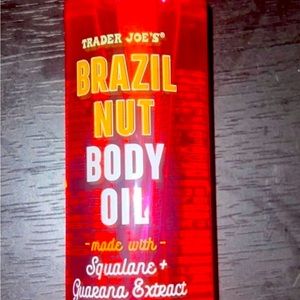 TRADER JOE'S®
BRAZIL
NUT
BODY
OIL
-made with-
Squalane +
Guarana Extract